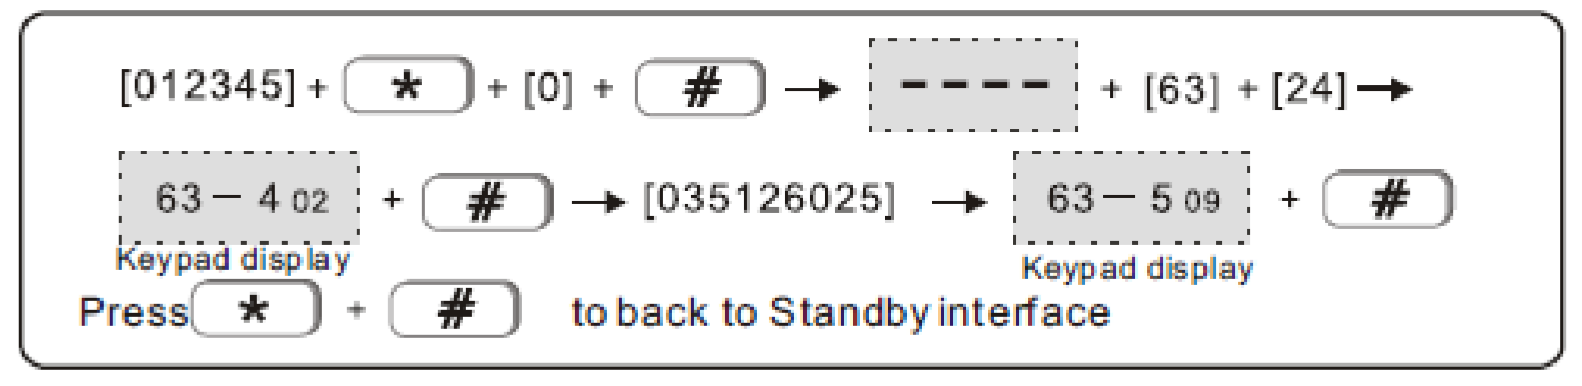 [012345] + * + [0] + # → ---- + [63] + [24] →
63 — 4 02 + # → [035126025] → 63 — 5 09 + #
Keypad display Keypad display
Press * + # to back to Standby interface